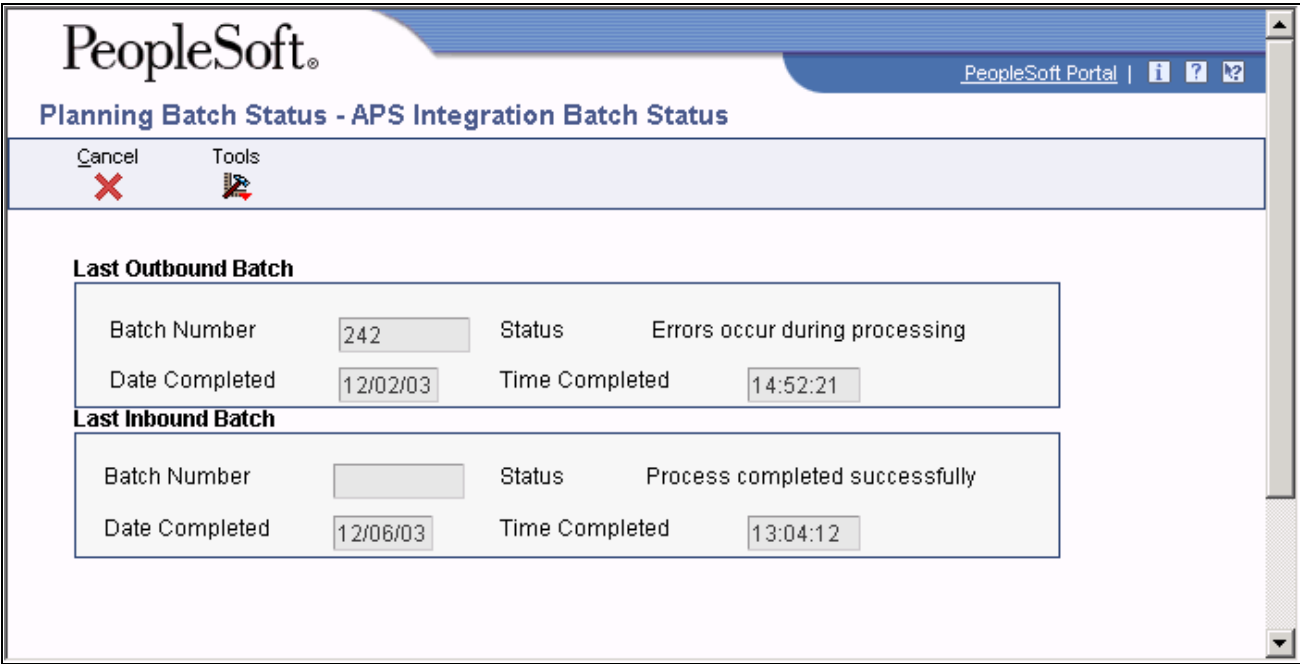 PeopleSoft®
PeopleSoft Portal | i ? ?
Planning Batch Status - APS Integration Batch Status
Cancel Tools
Last Outbound Batch
Batch Number 242 Status Errors occur during processing
Date Completed 12/02/03 Time Completed 14:52:21
Last Inbound Batch
Batch Number Status Process completed successfully
Date Completed 12/06/03 Time Completed 13:04:12